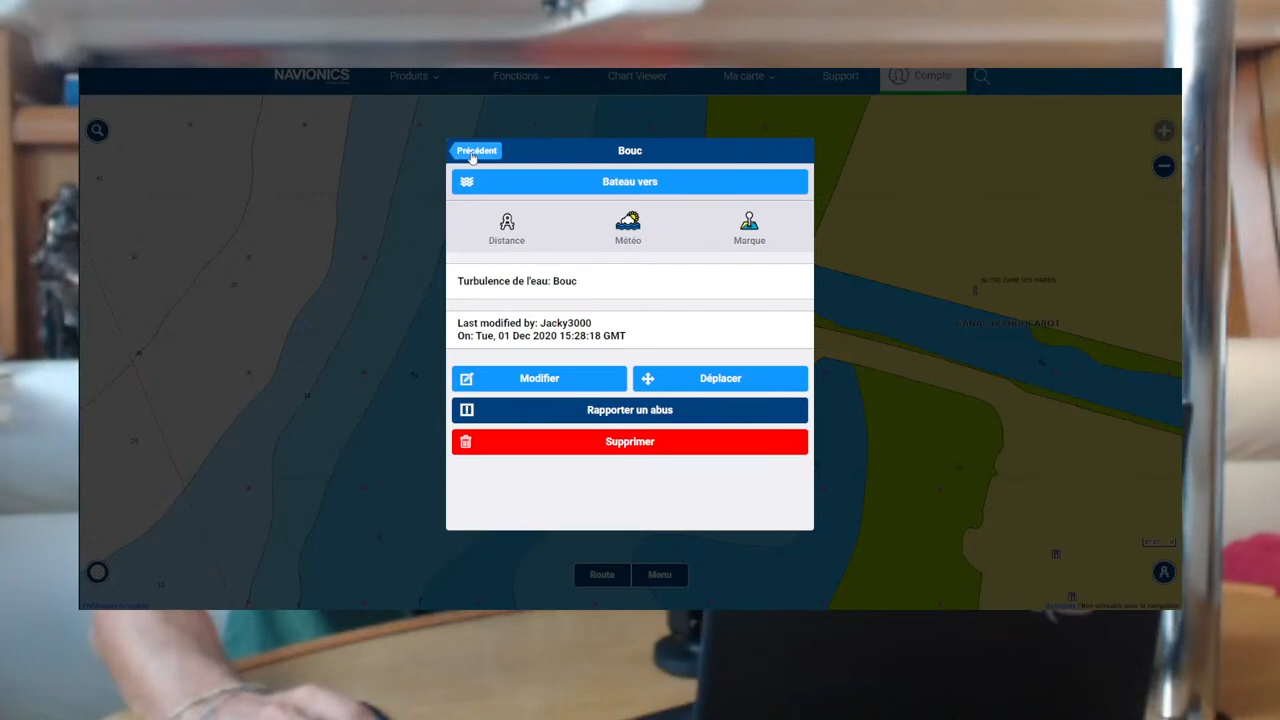 NAVIONICS
Produits
Fonctions
Chart Viewer
Ma carte
Support
Compte
Précédent
Bouc
Bateau vers
Distance
Météo
Marque
Turbulence de l'eau: Bouc
Last modified by: Jacky3000
On: Tue, 01 Dec 2020 15:28:18 GMT
Modifier
Déplacer
Rapporter un abus
Supprimer
NOTRE DAME DES MARINS
Route
Menu